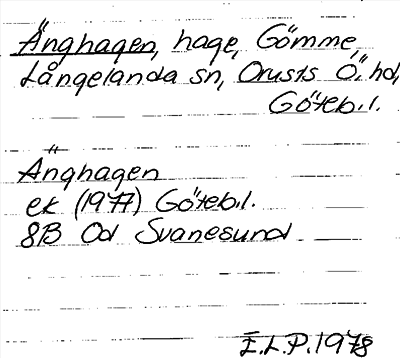 Änghagen, hage, Gömme,
Långelanda sn, Orusts Ö. hd,
Göteb.l.
Änghagen
ek (1977) Göteb.l.
8B Od Svanesund
I.L.P. 1978